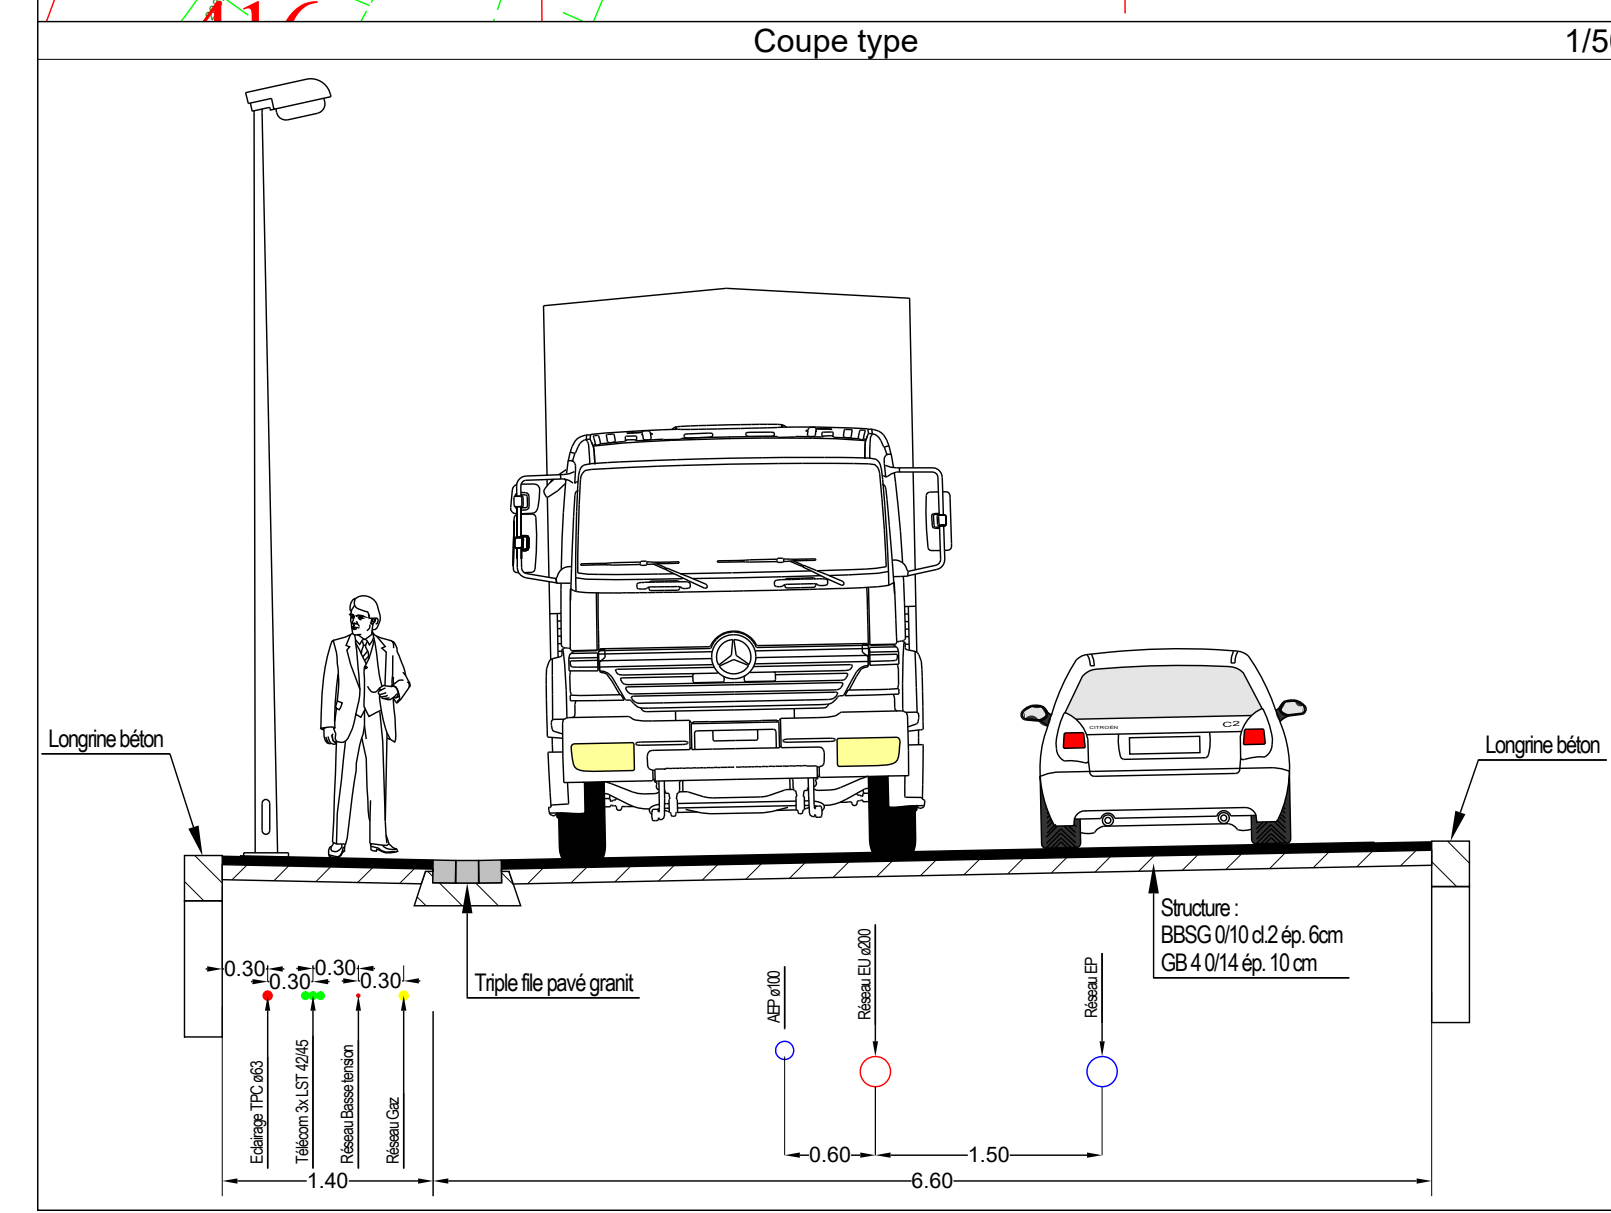 416
Coupe type
1/50
CITROËN
C2
Longrine béton
Longrine béton
Structure :
BBSG 0/10 cl.2 ép. 6cm
GB 4 0/14 ép. 10 cm
Triple file pavé granit
0.30
0.30
0.30
0.30
Eclairage TPC ø63
Télécom 3x LST 42/45
Réseau Basse tension
Réseau Gaz
AEP ø100
Réseau EU ø200
Réseau EP
0.60
1.50
1.40
6.60